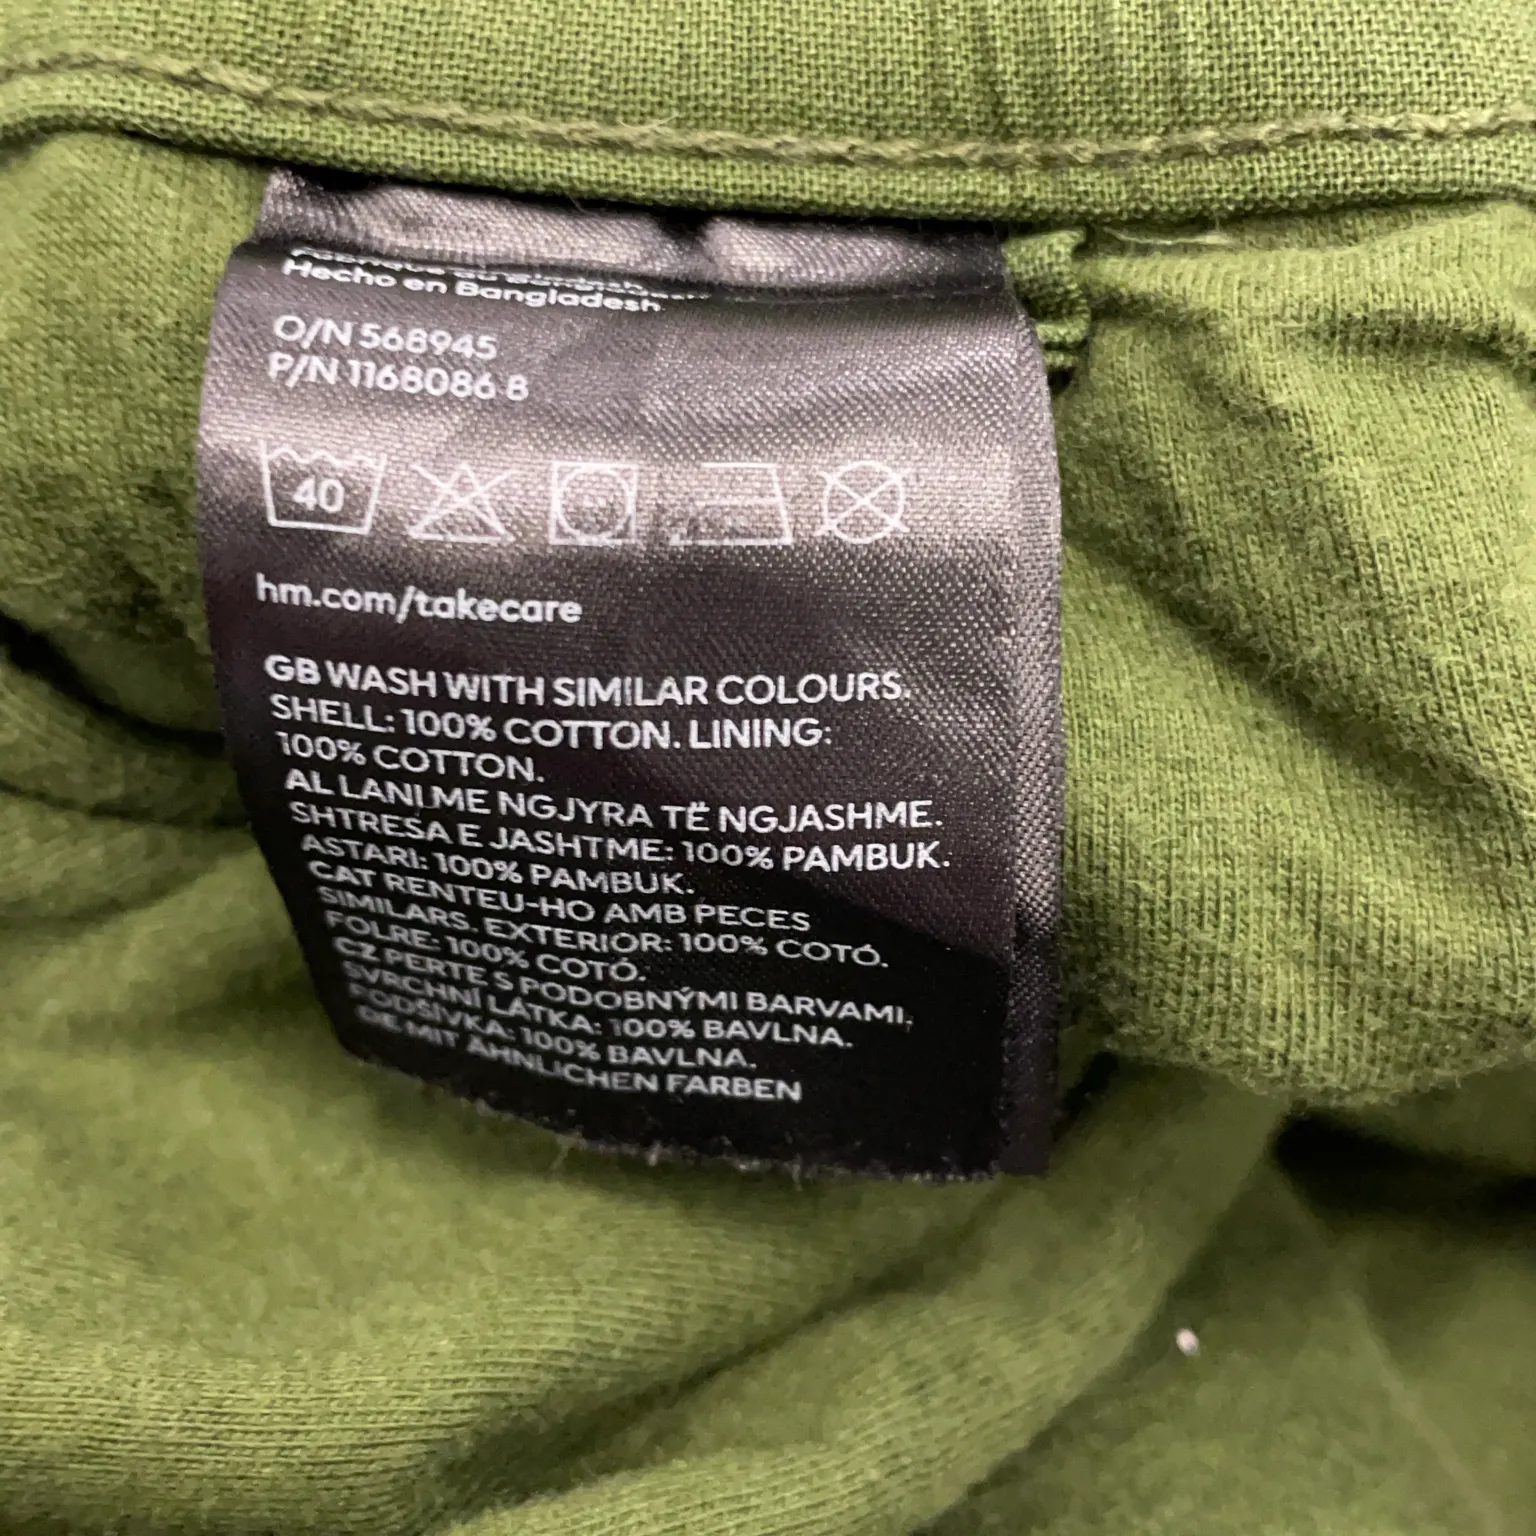 Hecho en Bangladesh
O/N 568945
P/N 1168086 8
40
hm.com/takecare
GB WASH WITH SIMILAR COLOURS.
SHELL: 100% COTTON. LINING:
100% COTTON.
AL LANI ME NGJYRA TË NGJASHME.
SHTRESA E JASHTME: 100% PAMBUK.
ASTARI: 100% PAMBUK.
CAT RENTEU-HO AMB PECES
SIMILARS. EXTERIOR: 100% COTÓ.
FOLRE: 100% COTÓ.
CZ PERTE S PODOBNÝMI BARVAMI.
SVRCHNÍ LÁTKA: 100% BAVLNA.
PODŠÍVKA: 100% BAVLNA.
DE MIT ÄHNLICHEN FARBEN